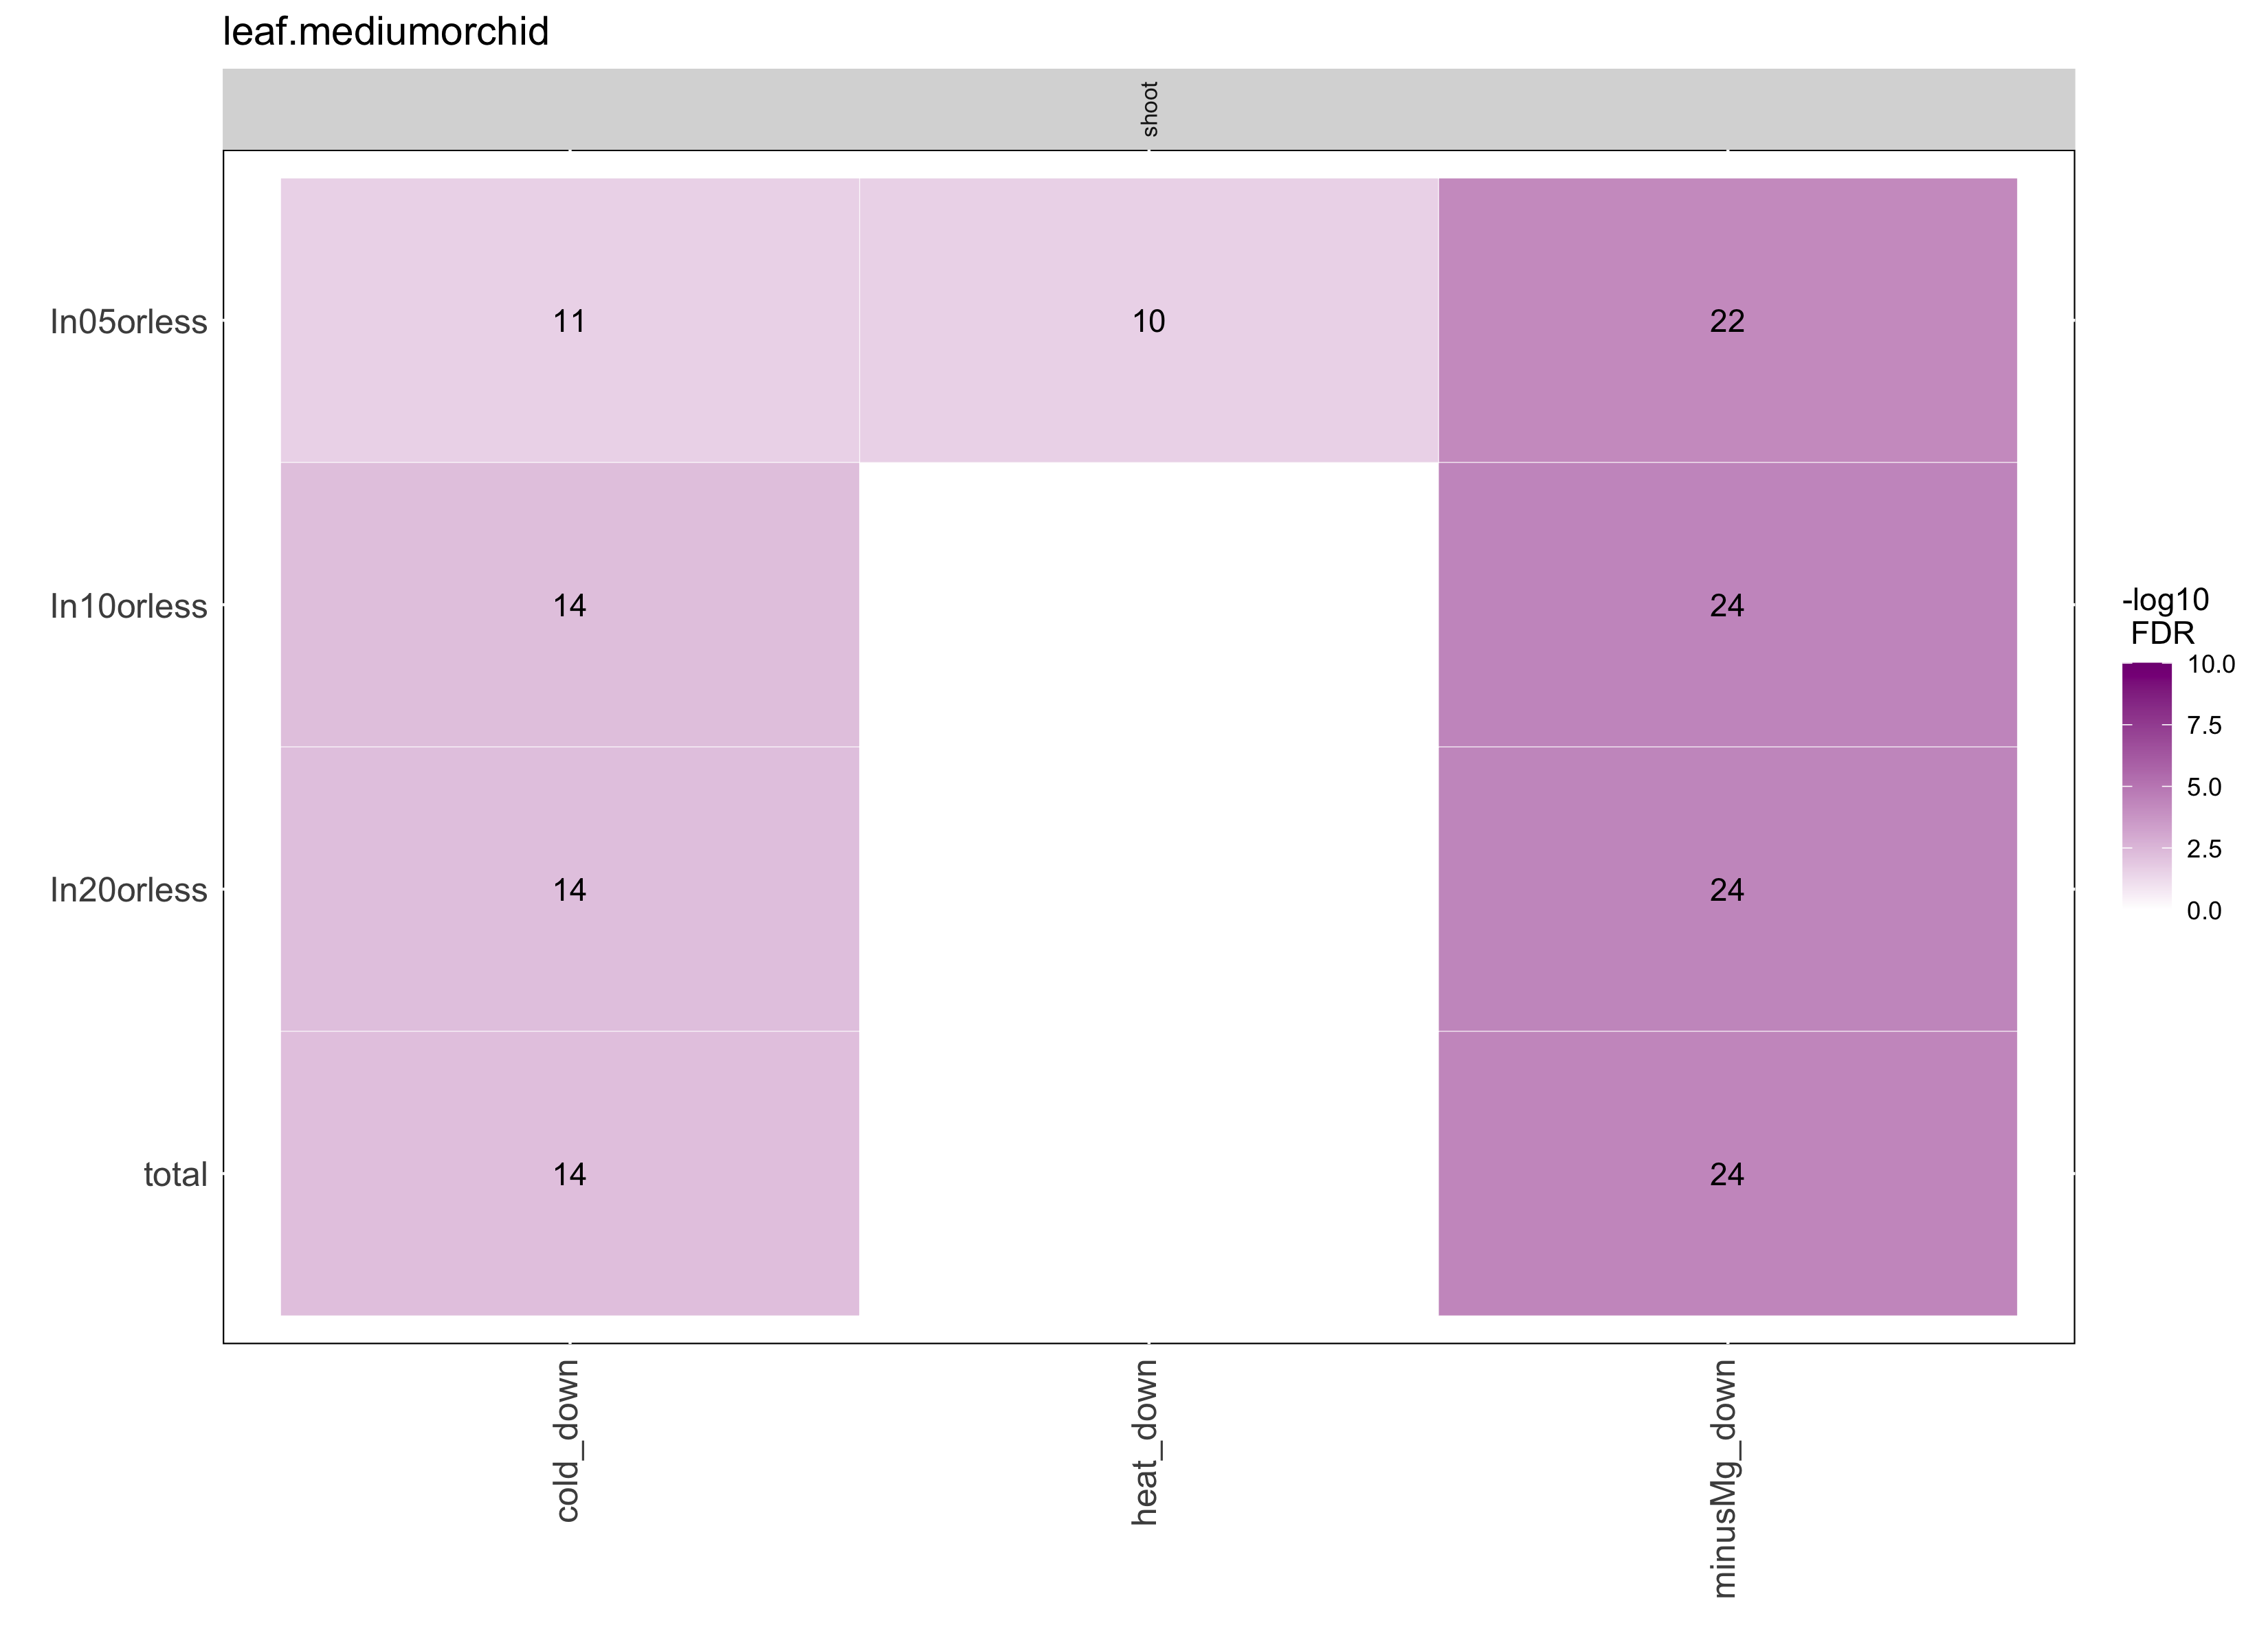 leaf.mediumorchid
shoot
In05orless
11
10
22
In10orless
14
24
In20orless
14
24
total
14
24
cold_down
heat_down
minusMg_down
-log10
FDR
10.0
7.5
5.0
2.5
0.0